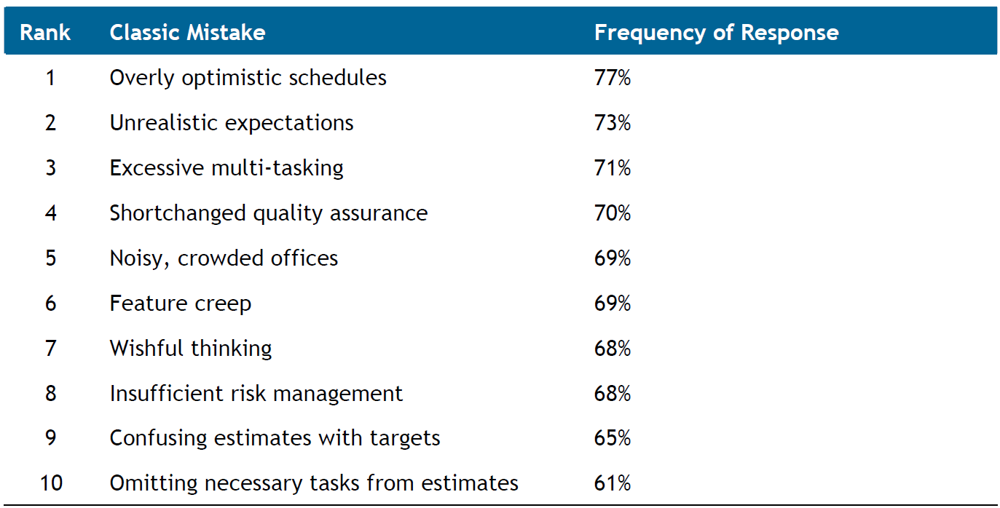 Rank Classic Mistake Frequency of Response
1 Overly optimistic schedules 77%
2 Unrealistic expectations 73%
3 Excessive multi-tasking 71%
4 Shortchanged quality assurance 70%
5 Noisy, crowded offices 69%
6 Feature creep 69%
7 Wishful thinking 68%
8 Insufficient risk management 68%
9 Confusing estimates with targets 65%
10 Omitting necessary tasks from estimates 61%